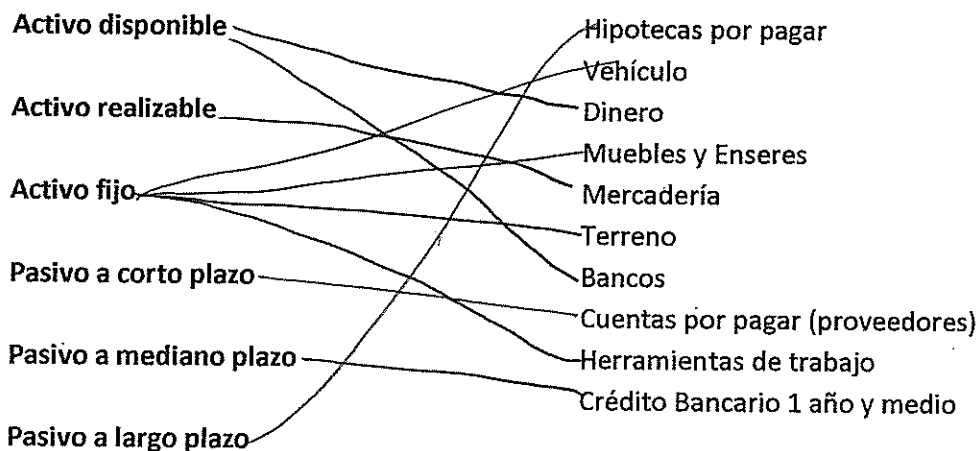 Activo disponible
Activo realizable
Activo fijo
Pasivo a corto plazo
Pasivo a mediano plazo
Pasivo a largo plazo
Hipotecas por pagar
Vehículo
Dinero
Muebles y Enseres
Mercadería
Terreno
Bancos
Cuentas por pagar (proveedores)
Herramientas de trabajo
Crédito Bancario 1 año y medio